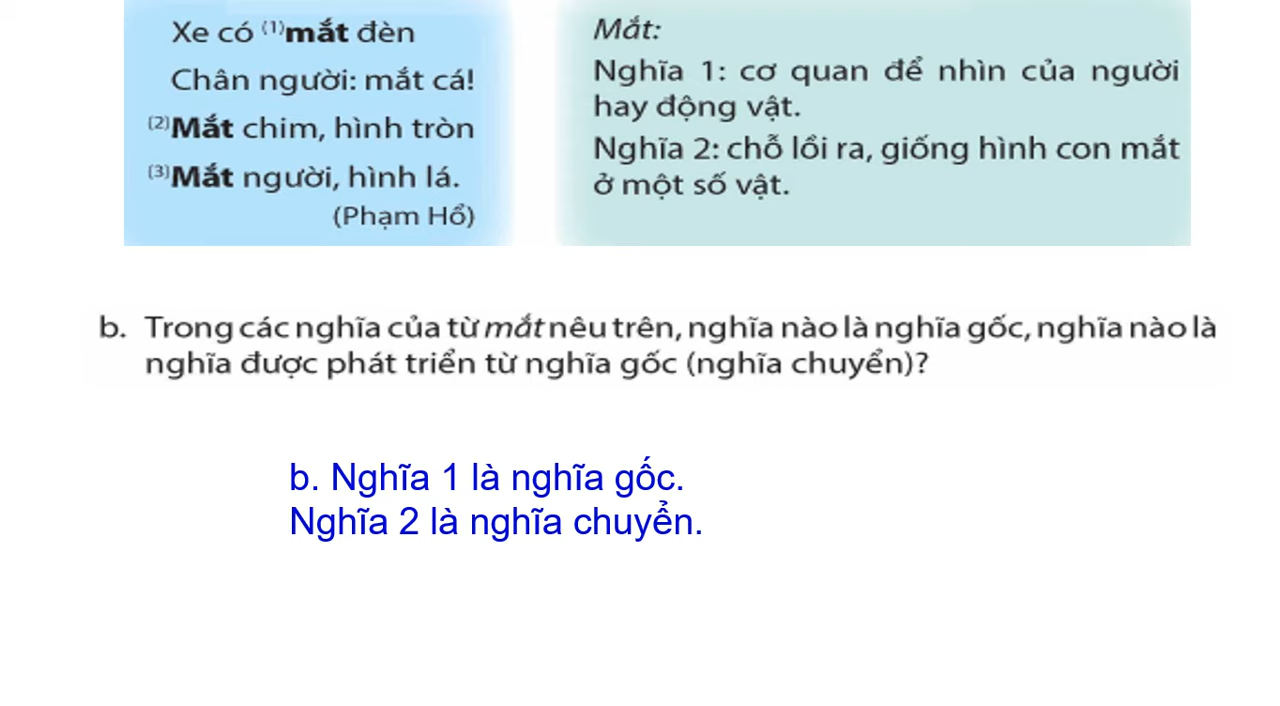 Xe có (1)mắt đèn
Chân người: mắt cá!
(2)Mắt chim, hình tròn
(3)Mắt người, hình lá.
(Phạm Hổ)
Mắt:
Nghĩa 1: cơ quan để nhìn của người
hay động vật.
Nghĩa 2: chỗ lồi ra, giống hình con mắt
ở một số vật.
b. Trong các nghĩa của từ mắt nêu trên, nghĩa nào là nghĩa gốc, nghĩa nào là
nghĩa được phát triển từ nghĩa gốc (nghĩa chuyển)?
b. Nghĩa 1 là nghĩa gốc.
Nghĩa 2 là nghĩa chuyển.